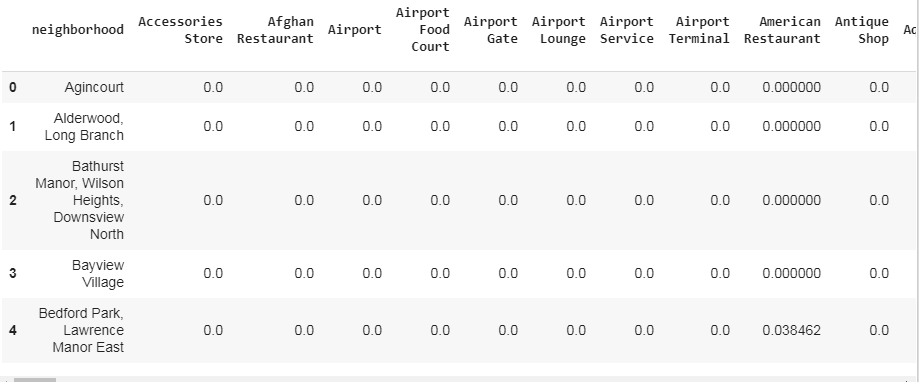 neighborhood Accessories Store Afghan Restaurant Airport Airport Food Court Airport Gate Airport Lounge Airport Service Airport Terminal American Restaurant Antique Shop
0 Agincourt 0.0 0.0 0.0 0.0 0.0 0.0 0.0 0.0 0.000000 0.0
1 Alderwood, Long Branch 0.0 0.0 0.0 0.0 0.0 0.0 0.0 0.0 0.000000 0.0
2 Bathurst Manor, Wilson Heights, Downsview North 0.0 0.0 0.0 0.0 0.0 0.0 0.0 0.0 0.000000 0.0
3 Bayview Village 0.0 0.0 0.0 0.0 0.0 0.0 0.0 0.0 0.000000 0.0
4 Bedford Park, Lawrence Manor East 0.0 0.0 0.0 0.0 0.0 0.0 0.0 0.0 0.038462 0.0